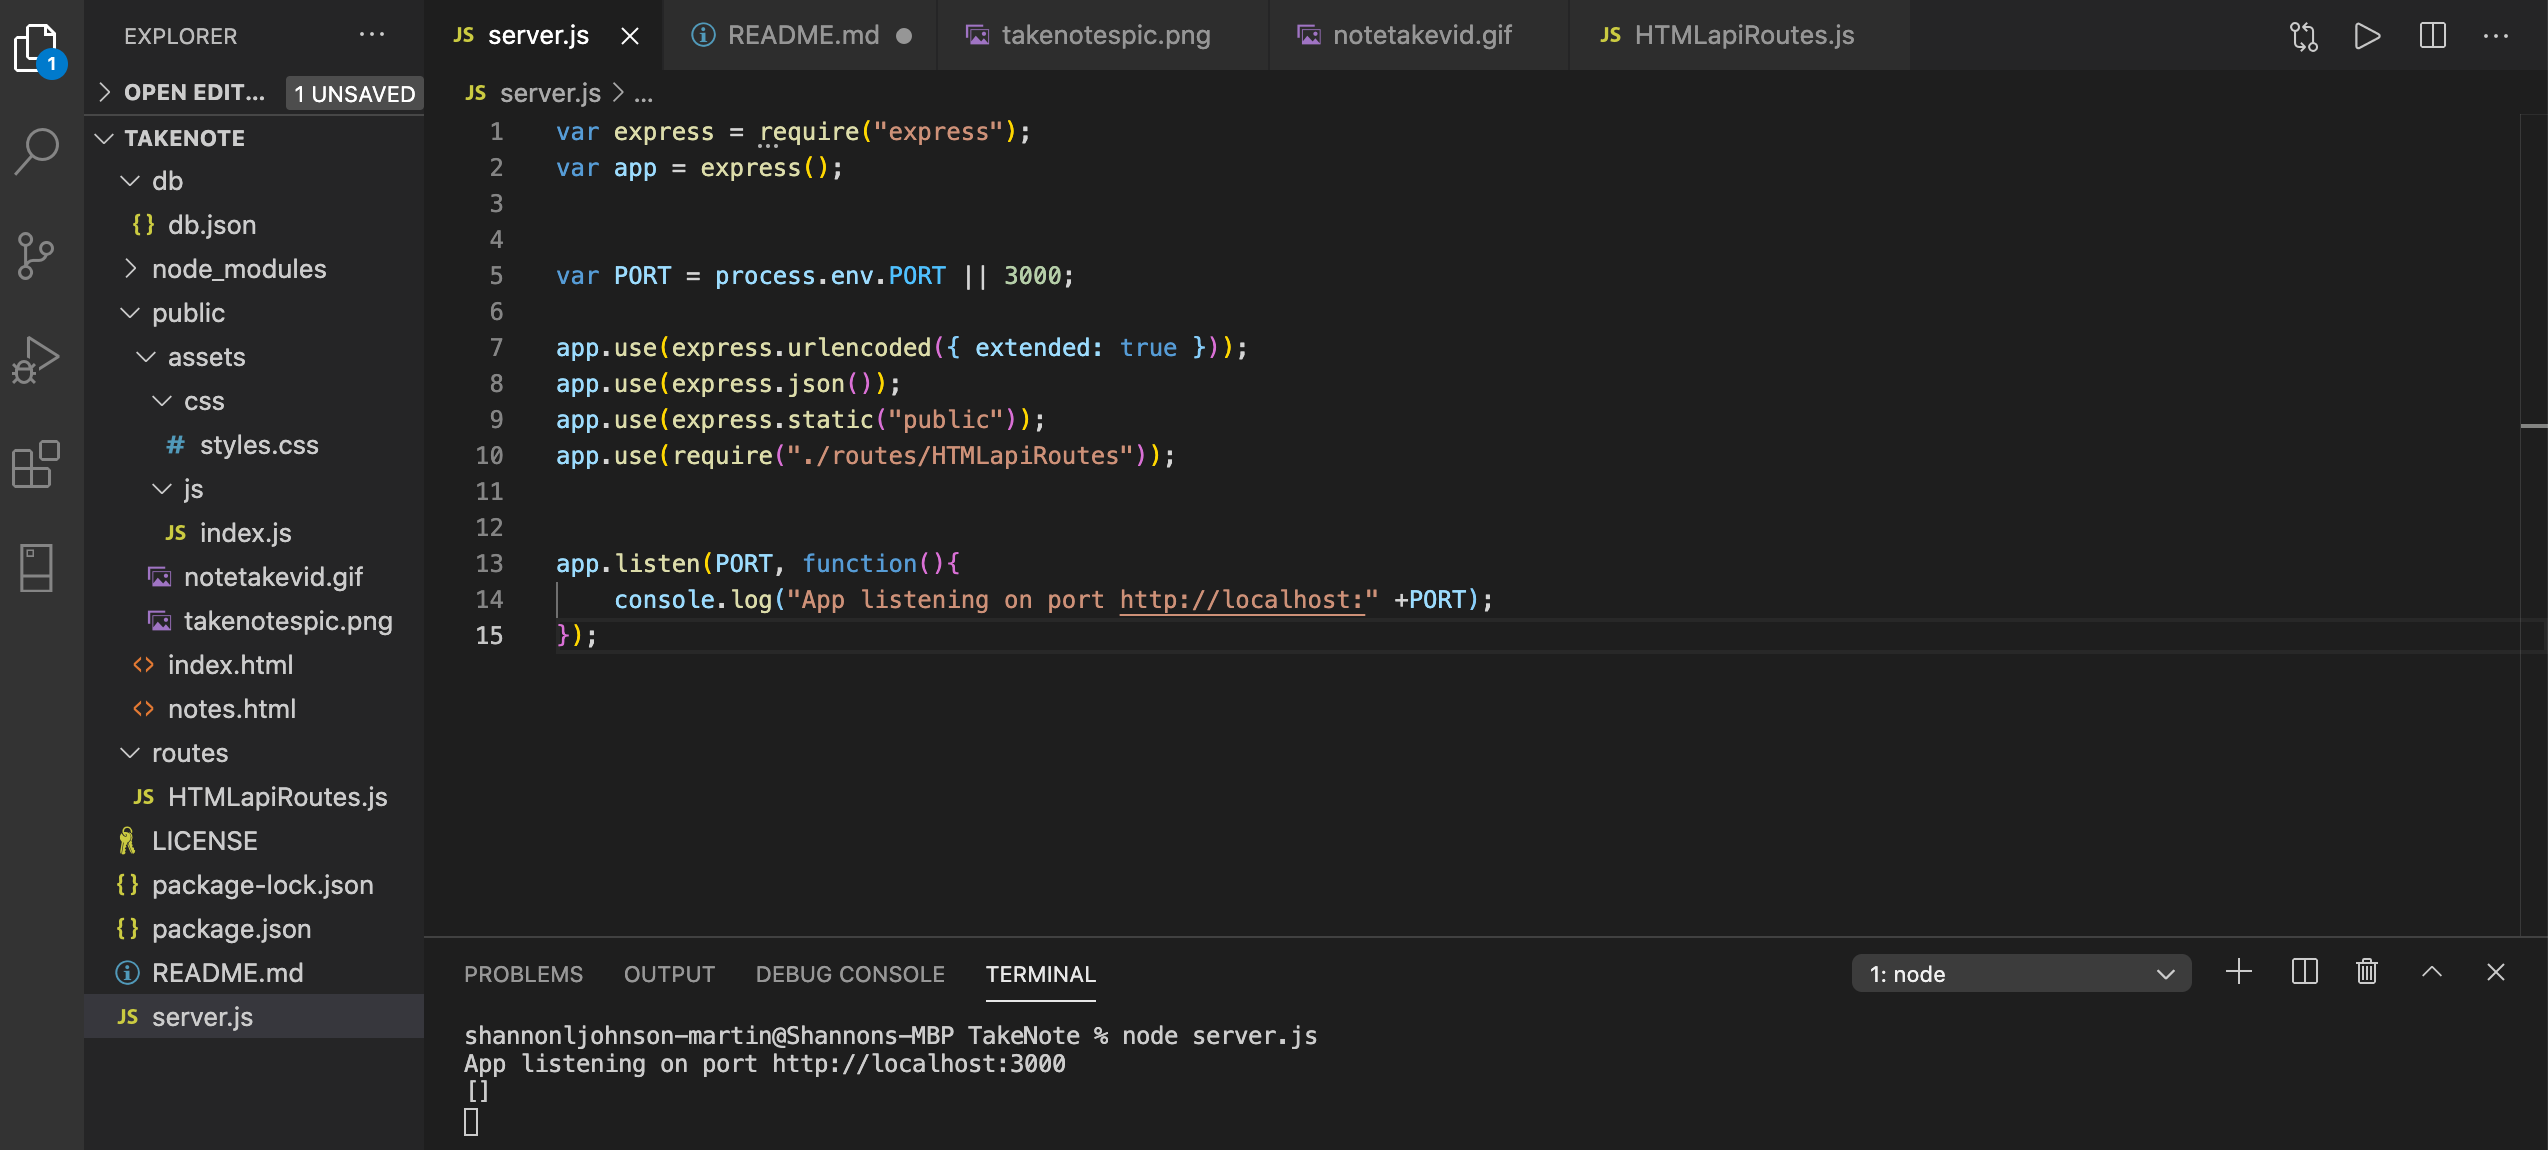 EXPLORER ...
1
OPEN EDIT... 1 UNSAVED
TAKENOTE
db
{} db.json
node_modules
public
assets
css
# styles.css
js
JS index.js
notetakevid.gif
takenotespic.png
<> index.html
<> notes.html
routes
JS HTMLapiRoutes.js
LICENSE
{} package-lock.json
{} package.json
README.md
JS server.js
JS server.js README.md takenotespic.png notetakevid.gif JS HTMLapiRoutes.js
JS server.js > ...
1 var express = require("express");
2 var app = express();
3
4
5 var PORT = process.env.PORT || 3000;
6
7 app.use(express.urlencoded({ extended: true }));
8 app.use(express.json());
9 app.use(express.static("public"));
10 app.use(require("./routes/HTMLapiRoutes"));
11
12
13 app.listen(PORT, function(){
14 console.log("App listening on port http://localhost:" +PORT);
15 });
PROBLEMS OUTPUT DEBUG CONSOLE TERMINAL 1: node
shannonljohnson-martin@Shannons-MBP TakeNote % node server.js
App listening on port http://localhost:3000
[]